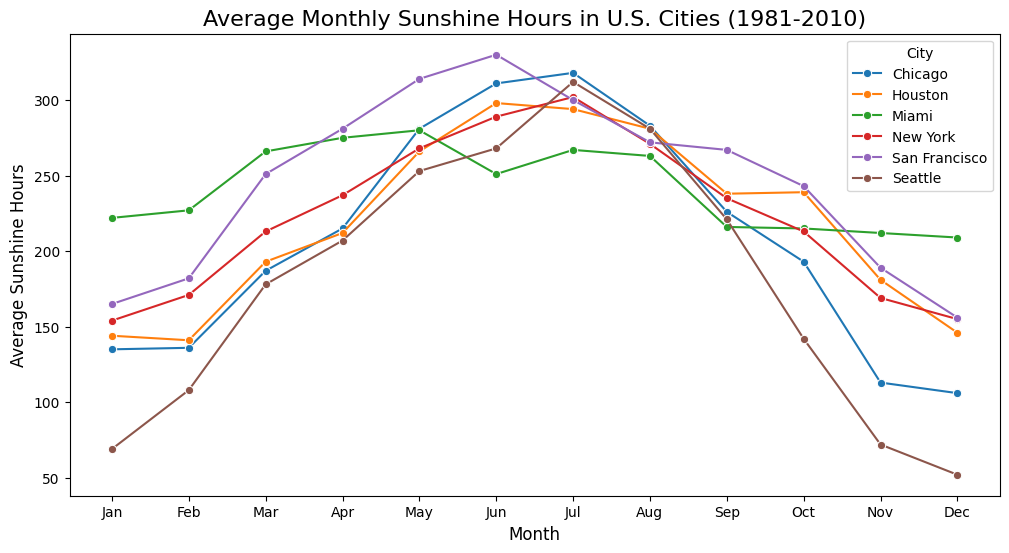 Average Monthly Sunshine Hours in U.S. Cities (1981-2010)
City
Chicago
Houston
Miami
New York
San Francisco
Seattle
Average Sunshine Hours
300
250
200
150
100
50
Jan Feb Mar Apr May Jun Jul Aug Sep Oct Nov Dec
Month